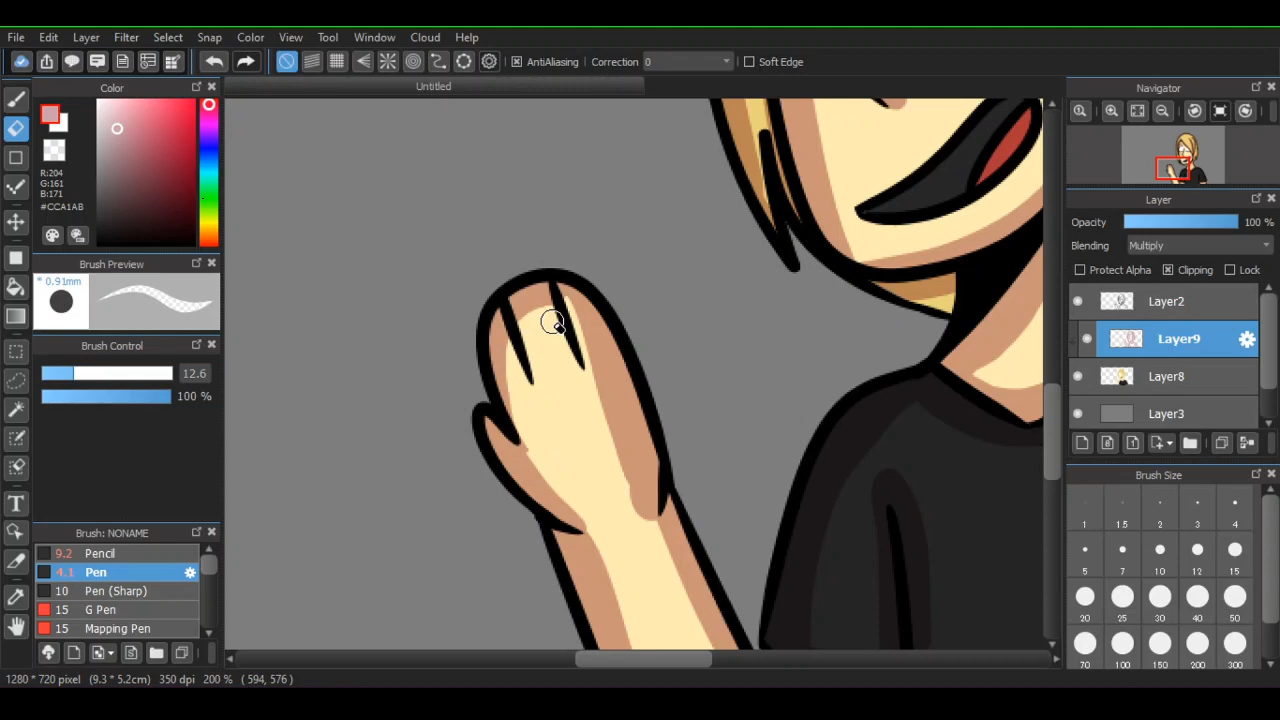 File Edit Layer Filter Select Snap Color View Tool Window Cloud Help
AntiAliasing Correction 0 Soft Edge
Color
Untitled
Navigator
R:204
G:161
B:171
#CCA1AB
Brush Preview
* 0.91mm
Brush Control
12.6
100 %
Brush: NONAME
9.2 Pencil
4.1 Pen
10 Pen (Sharp)
15 G Pen
15 Mapping Pen
Layer
Opacity 100 %
Blending Multiply
Protect Alpha Clipping Lock
Layer2
Layer9
Layer8
Layer3
Brush Size
1 1.5 2 3 4
5 7 10 12 15
20 25 30 40 50
70 100 150 200 300
1280 * 720 pixel (9.3 * 5.2cm) 350 dpi 200 % ( 594, 576 )